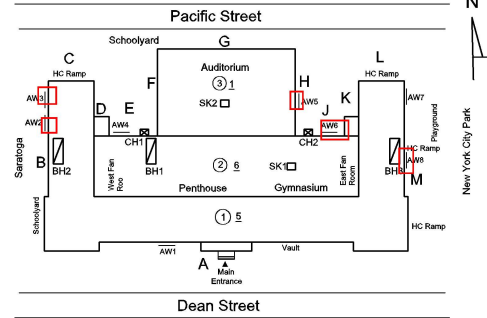 N
Pacific Street
Schoolyard
G
C
L
HC Ramp
Auditorium
HC Ramp
F
3 1
H
AW3
SK2
AW5
AW7
D
E
J
K
AW2
AW4
AW6
Playground
CH1
CH2
New York City Park
Saratoga
B
BH2
BH1
2 6
SK1
BH3
HC Ramp
AW8
M
West Fan
Roo
Penthouse
Gymnasium
East Fan
Room
Schoolyard
1 5
HC Ramp
AW1
A
Vault
Main
Entrance
Dean Street